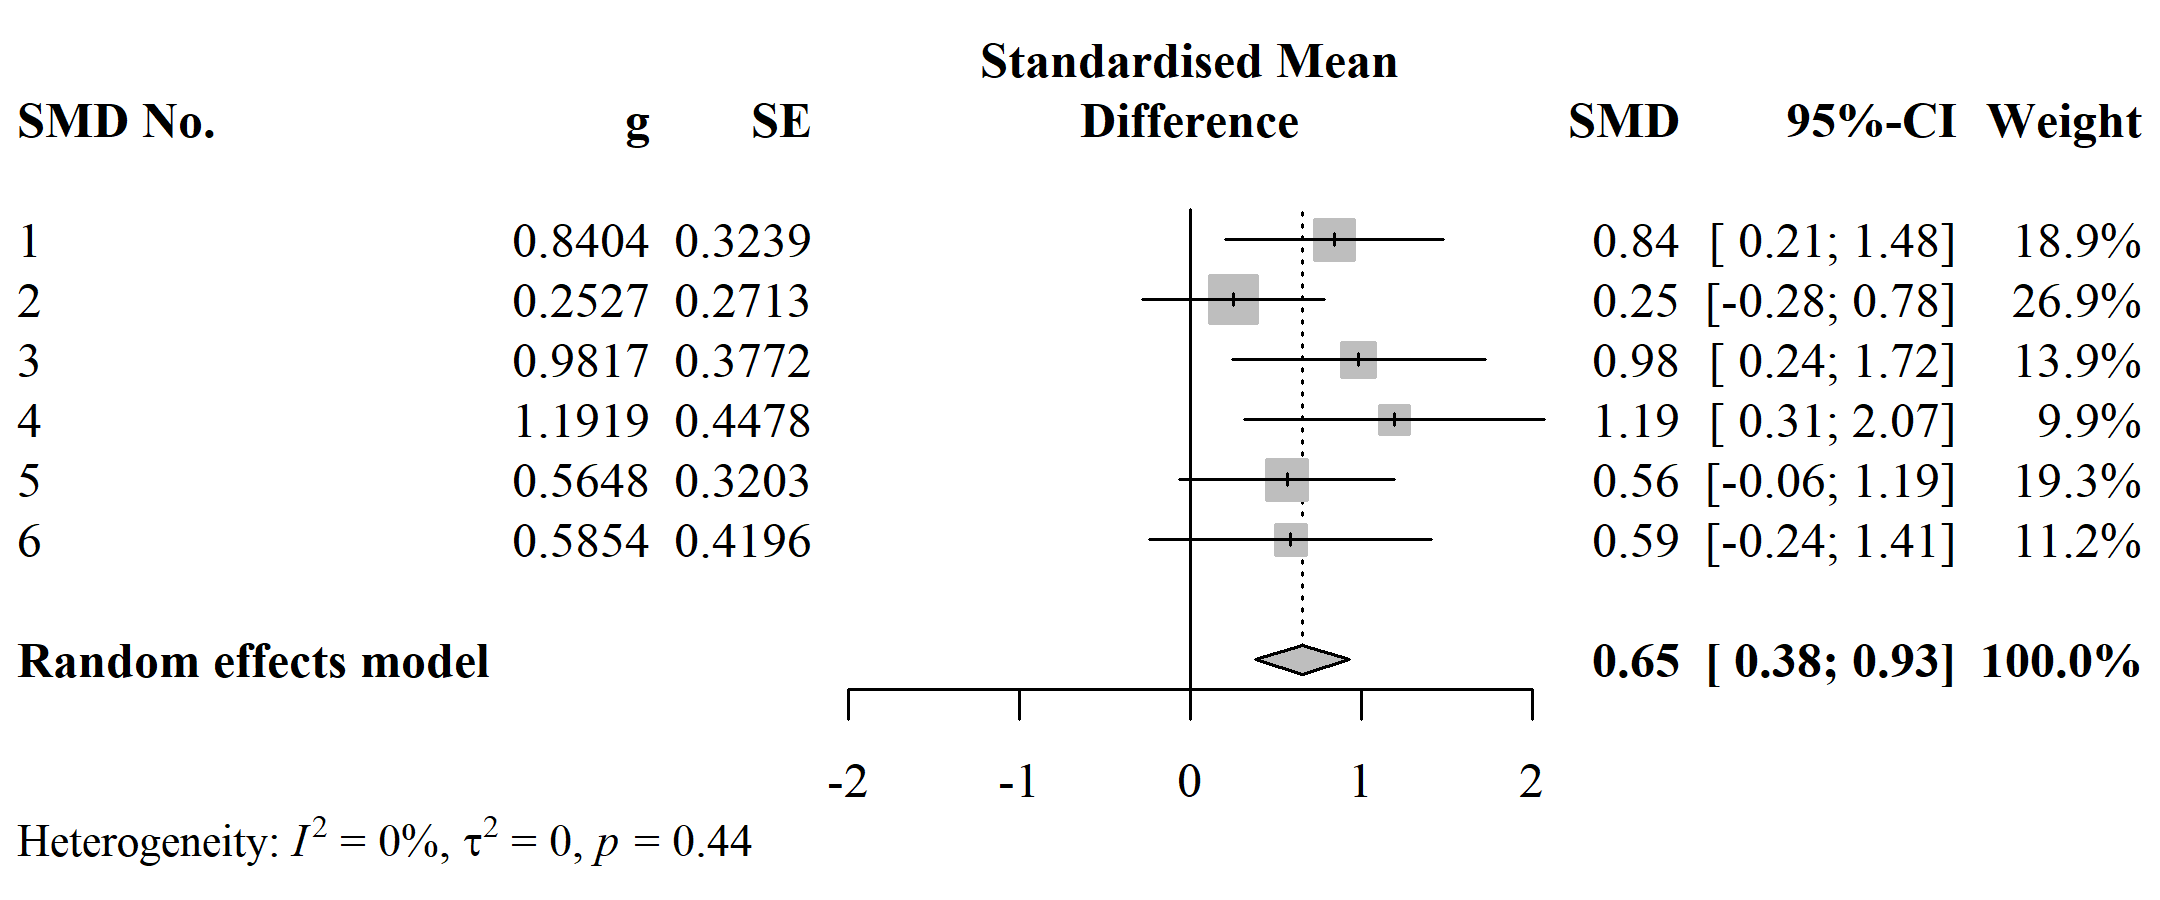 Standardised Mean
SMD No. g SE Difference SMD 95%-CI Weight
1 0.8404 0.3239 0.84 [ 0.21; 1.48] 18.9%
2 0.2527 0.2713 0.25 [-0.28; 0.78] 26.9%
3 0.9817 0.3772 0.98 [ 0.24; 1.72] 13.9%
4 1.1919 0.4478 1.19 [ 0.31; 2.07] 9.9%
5 0.5648 0.3203 0.56 [-0.06; 1.19] 19.3%
6 0.5854 0.4196 0.59 [-0.24; 1.41] 11.2%
Random effects model 0.65 [ 0.38; 0.93] 100.0%
-2 -1 0 1 2
Heterogeneity: I² = 0%, τ² = 0, p = 0.44